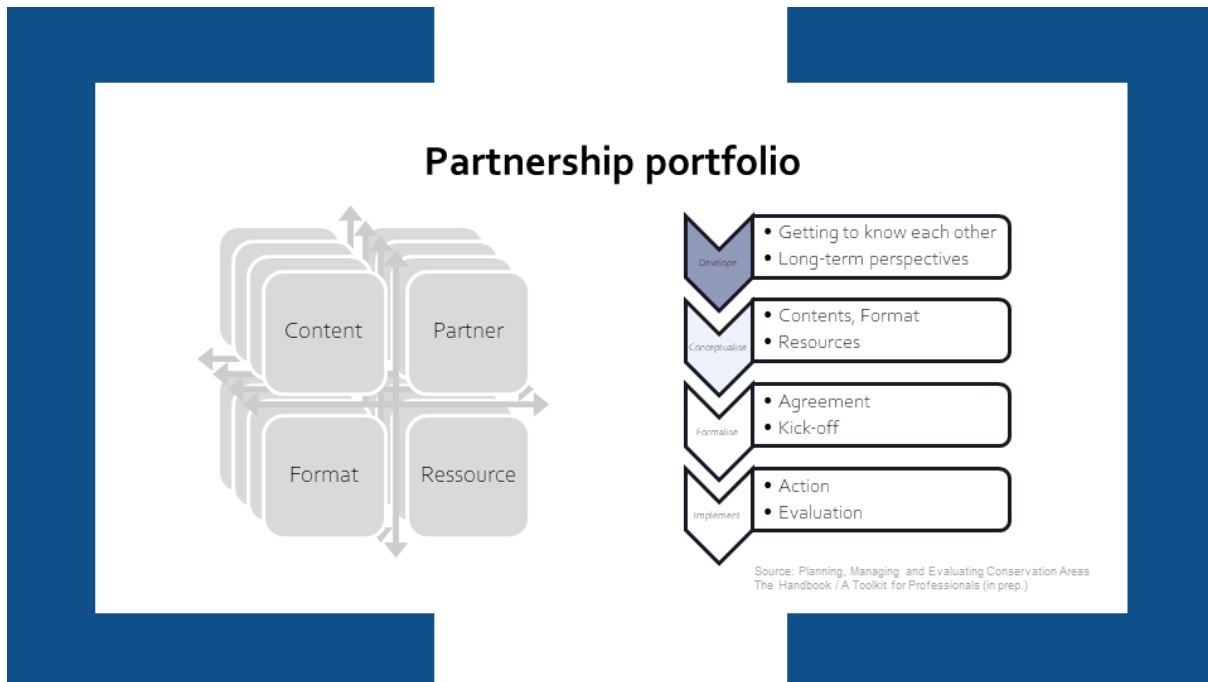 Partnership portfolio
Content
Partner
Format
Ressource
Develope
• Getting to know each other
• Long-term perspectives
Conceptualise
• Contents, Format
• Resources
Formalise
• Agreement
• Kick-off
Implement
• Action
• Evaluation
Source: Planning, Managing and Evaluating Conservation Areas
The Handbook / A Toolkit for Professionals (in prep.)